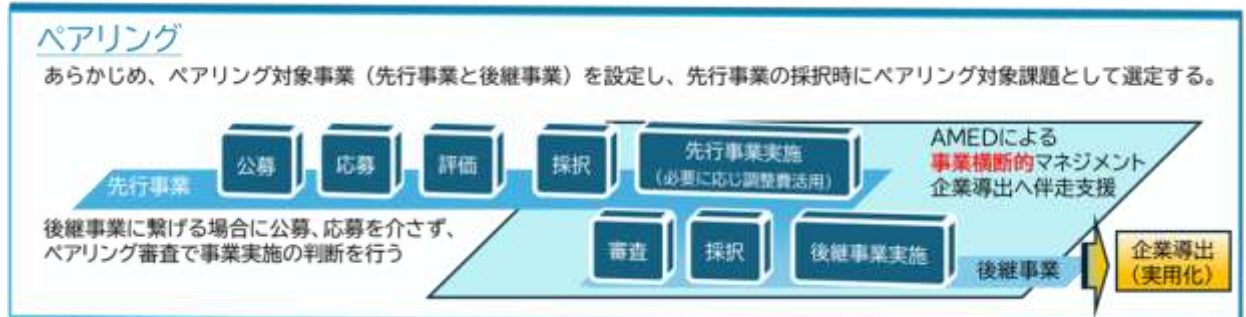 ペアリング
あらかじめ、ペアリング対象事業（先行事業と後継事業）を設定し、先行事業の採択時にペアリング対象課題として選定する。
先行事業
公募
応募
評価
採択
先行事業実施
（必要に応じ調整費活用）
AMEDによる
事業横断的マネジメント
企業導出へ伴走支援
後継事業に繋げる場合に公募、応募を介さず、
ペアリング審査で事業実施の判断を行う
審査
採択
後継事業実施
後継事業
企業導出
（実用化）